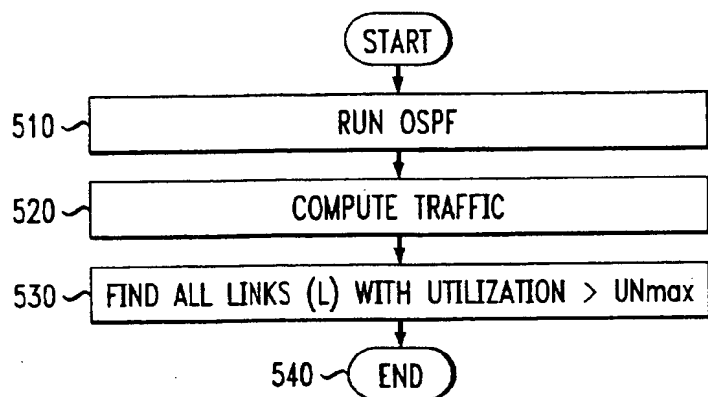 START
510 RUN OSPF
520 COMPUTE TRAFFIC
530 FIND ALL LINKS (L) WITH UTILIZATION > UNmax
540 END